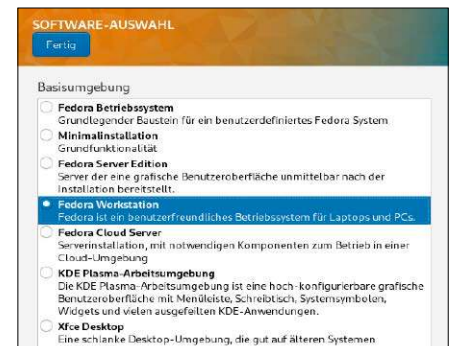 SOFTWARE-AUSWAHL
Fertig
Basisumgebung
Fedora Betriebssystem
Grundlegender Baustein für ein benutzerdefiniertes Fedora System
Minimalinstallation
Grundfunktionalität
Fedora Server Edition
Server der eine grafische Benutzeroberfläche unmittelbar nach der
Installation bereitstellt.
Fedora Workstation
Fedora ist ein benutzerfreundliches Betriebssystem für Laptops und PCs.
Fedora Cloud Server
Serverinstallation, mit notwendigen Komponenten zum Betrieb in einer
Cloud-Umgebung
KDE Plasma-Arbeitsumgebung
Die KDE Plasma-Arbeitsumgebung ist eine hoch-konfigurierbare grafische
Benutzeroberfläche mit Menüleiste, Schreibtisch, Systemsymbolen,
Widgets und vielen ausgefeilten KDE-Anwendungen.
Xfce Desktop
Eine schlanke Desktop-Umgebung, die gut auf älteren Systemen